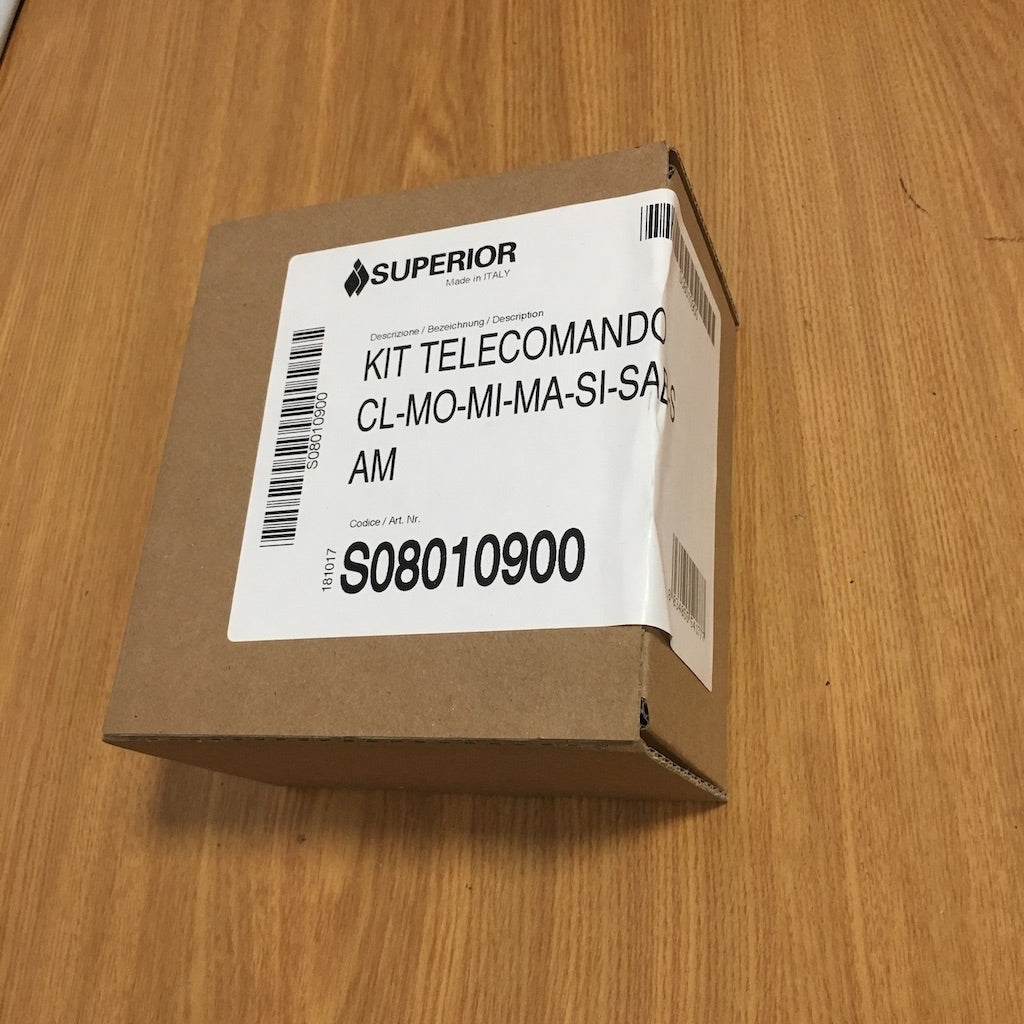 SUPERIOR
Made in ITALY
Descrizione / Bezeichnung / Description
KIT TELECOMANDO
CL-MO-MI-MA-SI-SA
AM
Codice / Art. Nr.
S08010900
181017
S08010900